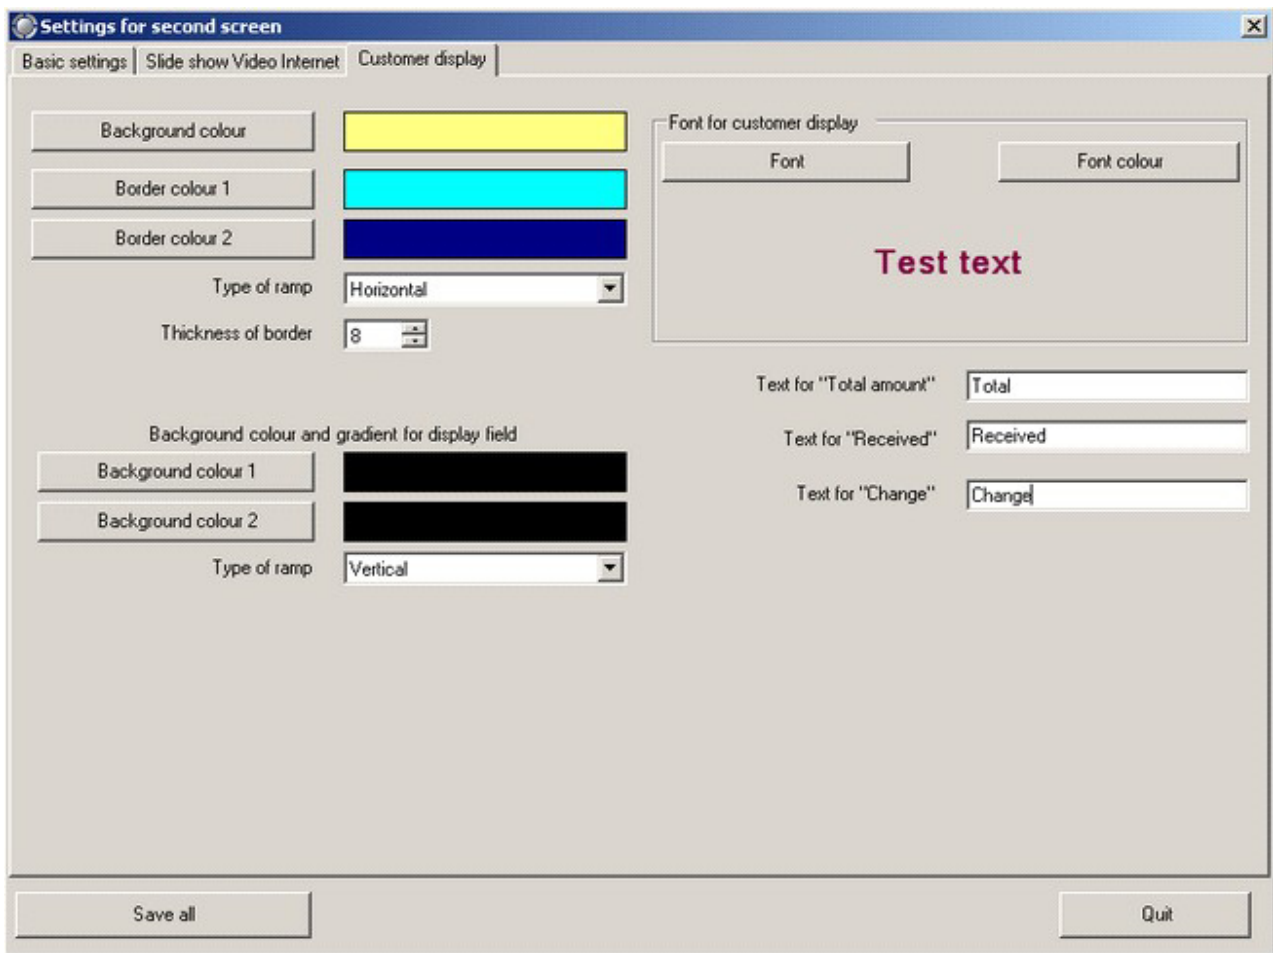 Settings for second screen
Basic settings Slide show Video Internet Customer display
Background colour
Border colour 1
Border colour 2
Type of ramp Horizontal
Thickness of border 8
Background colour and gradient for display field
Background colour 1
Background colour 2
Type of ramp Vertical
Font for customer display
Font Font colour
Test text
Text for "Total amount" Total
Text for "Received" Received
Text for "Change" Change
Save all Quit